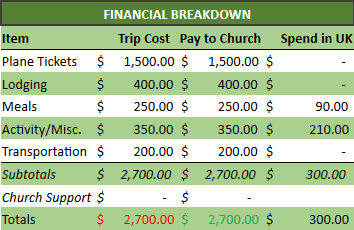 FINANCIAL BREAKDOWN
Item Trip Cost Pay to Church Spend in UK
Plane Tickets $ 1,500.00 $ 1,500.00 $ -
Lodging $ 400.00 $ 400.00 $ -
Meals $ 250.00 $ 250.00 $ 90.00
Activity/Misc. $ 350.00 $ 350.00 $ 210.00
Transportation $ 200.00 $ 200.00 $ -
Subtotals $ 2,700.00 $ 2,700.00 $ 300.00
Church Support $ - $ -
Totals $ 2,700.00 $ 2,700.00 $ 300.00